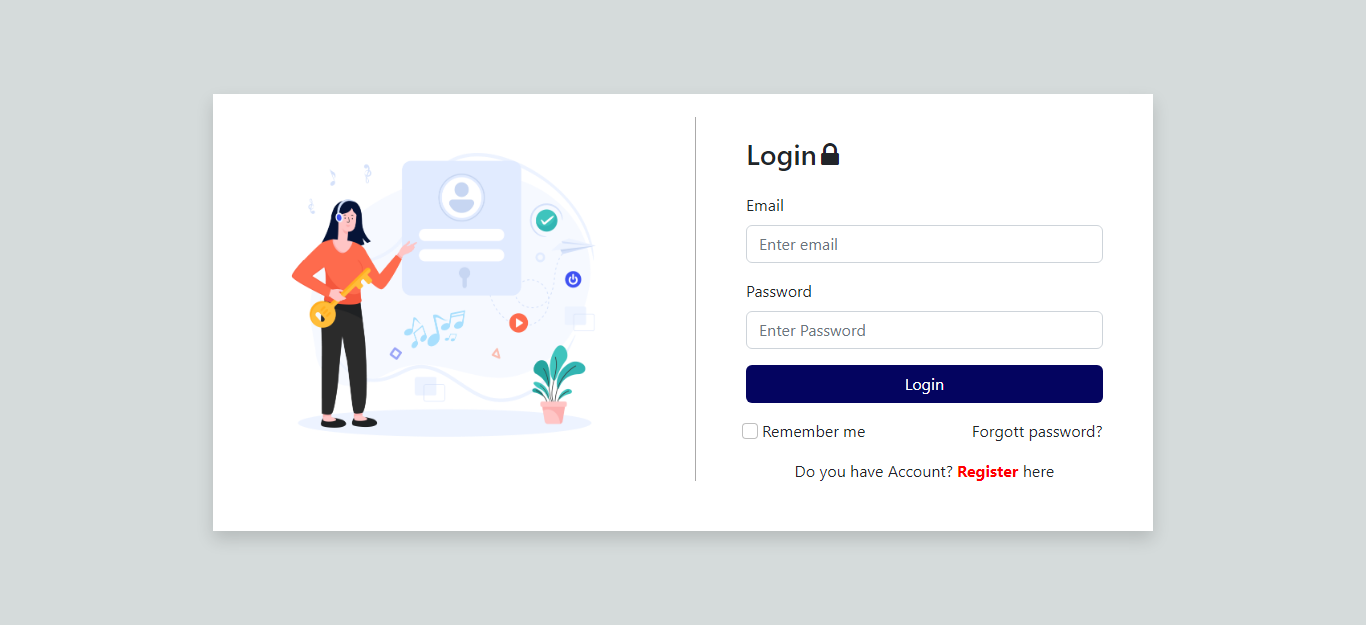 Login
Email
Enter email
Password
Enter Password
Login
Remember me Forgott password?
Do you have Account? Register here